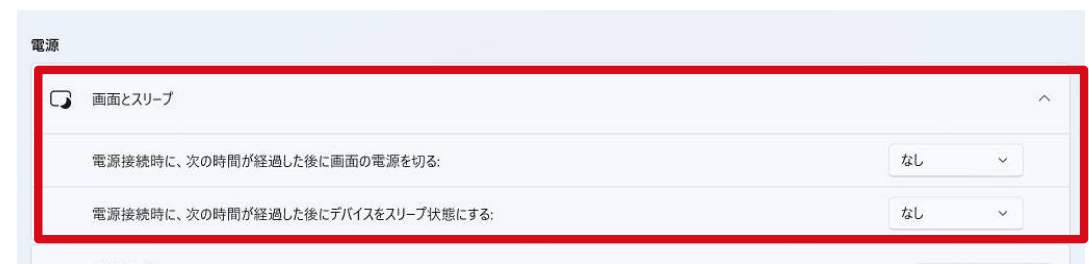 電源
画面とスリープ
電源接続時に、次の時間が経過した後に画面の電源を切る:
なし
電源接続時に、次の時間が経過した後にデバイスをスリープ状態にする:
なし